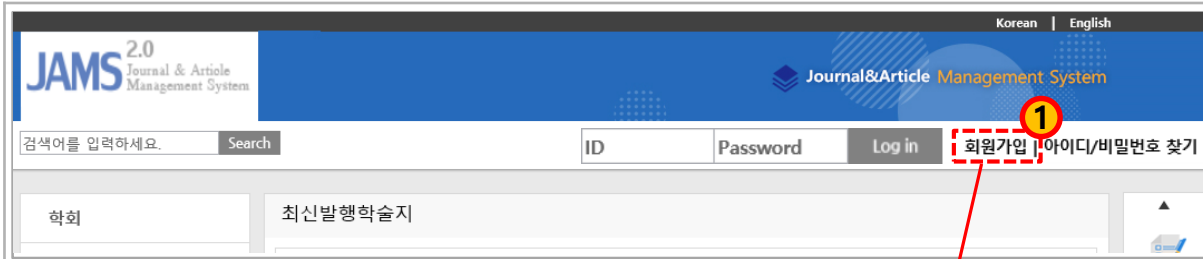 Korean | English
JAMS 2.0
Journal & Article
Management System
Journal&Article Management System
1
검색어를 입력하세요. Search ID Password Log in 회원가입 | 아이디/비밀번호 찾기
학회 최신발행학술지 ▲